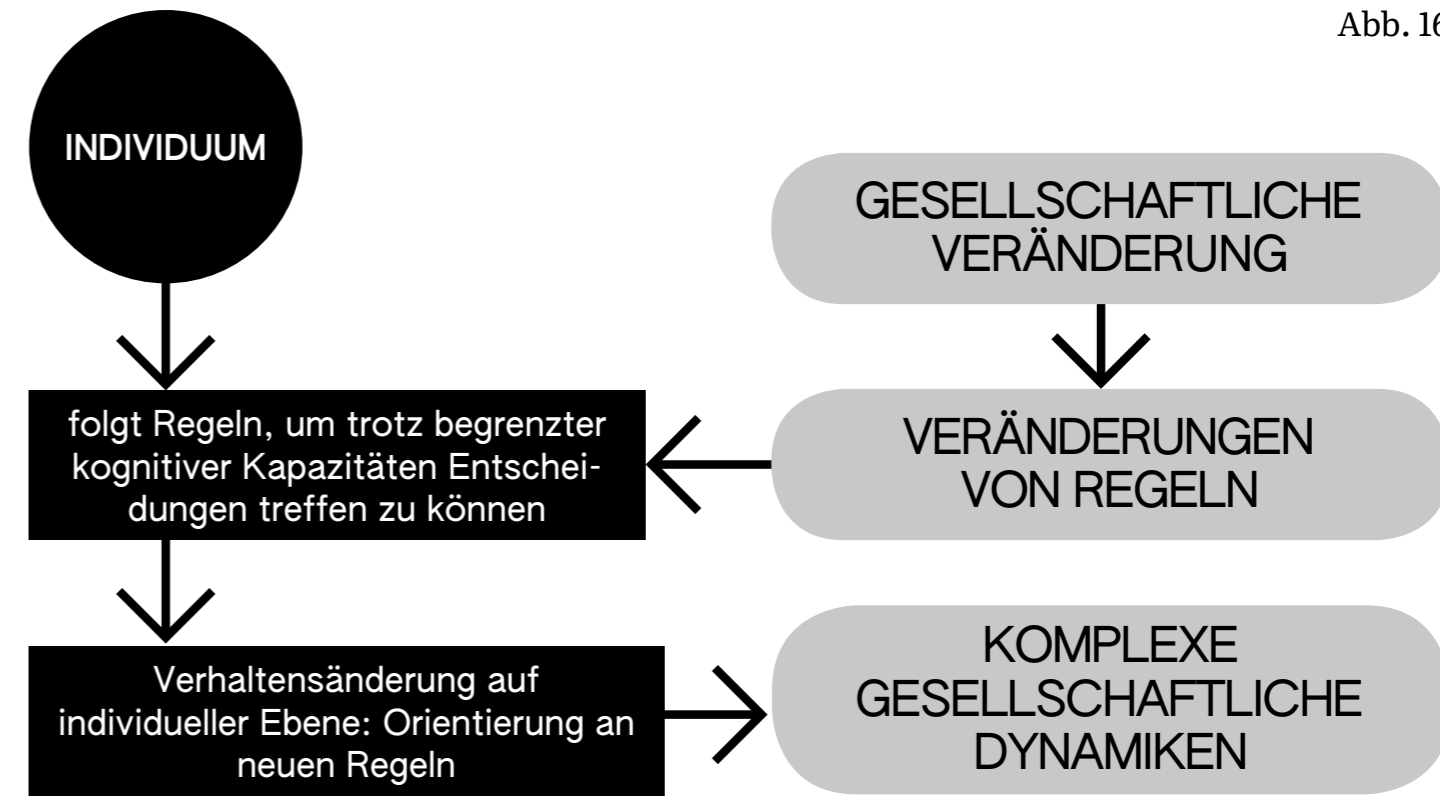 Abb. 16
INDIVIDUUM
GESELLSCHAFTLICHE
VERÄNDERUNG
folgt Regeln, um trotz begrenzter
kognitiver Kapazitäten Entschei-
dungen treffen zu können
VERÄNDERUNGEN
VON REGELN
Verhaltensänderung auf
individueller Ebene: Orientierung an
neuen Regeln
KOMPLEXE
GESELLSCHAFTLICHE
DYNAMIKEN